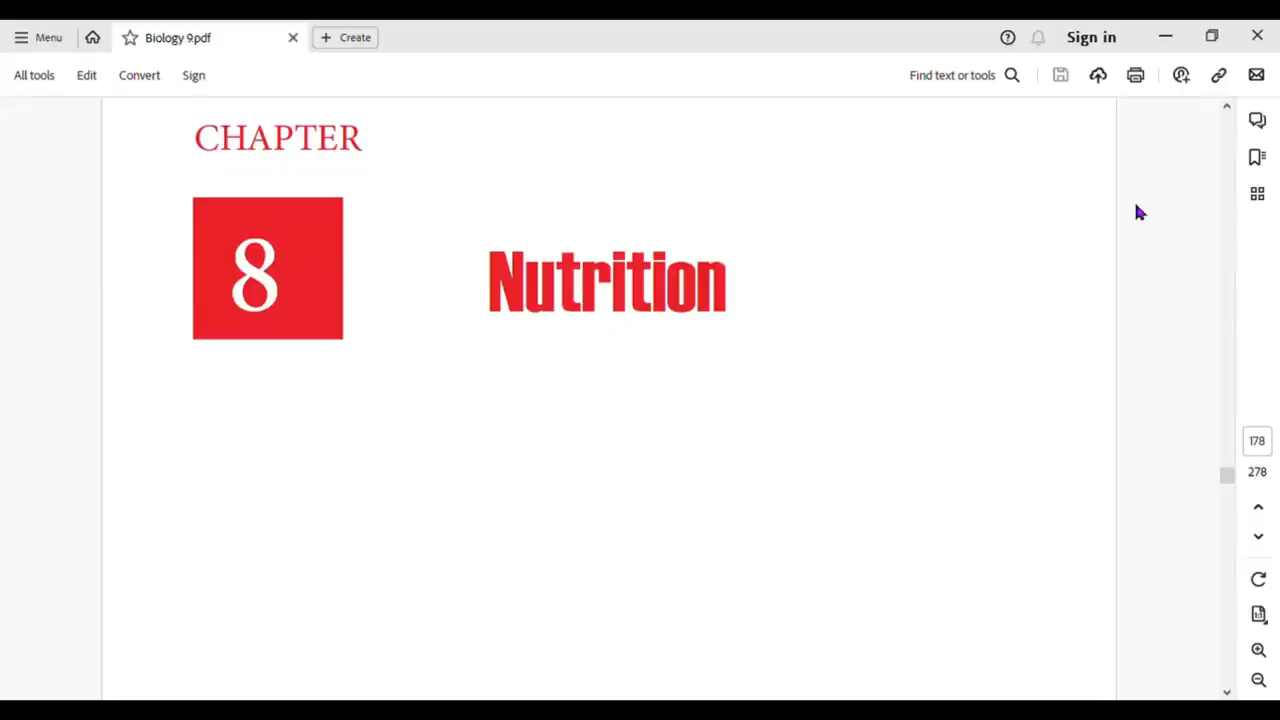 Menu
Biology 9.pdf
Create
Sign in
All tools
Edit
Convert
Sign
Find text or tools
CHAPTER
8
Nutrition
178
278